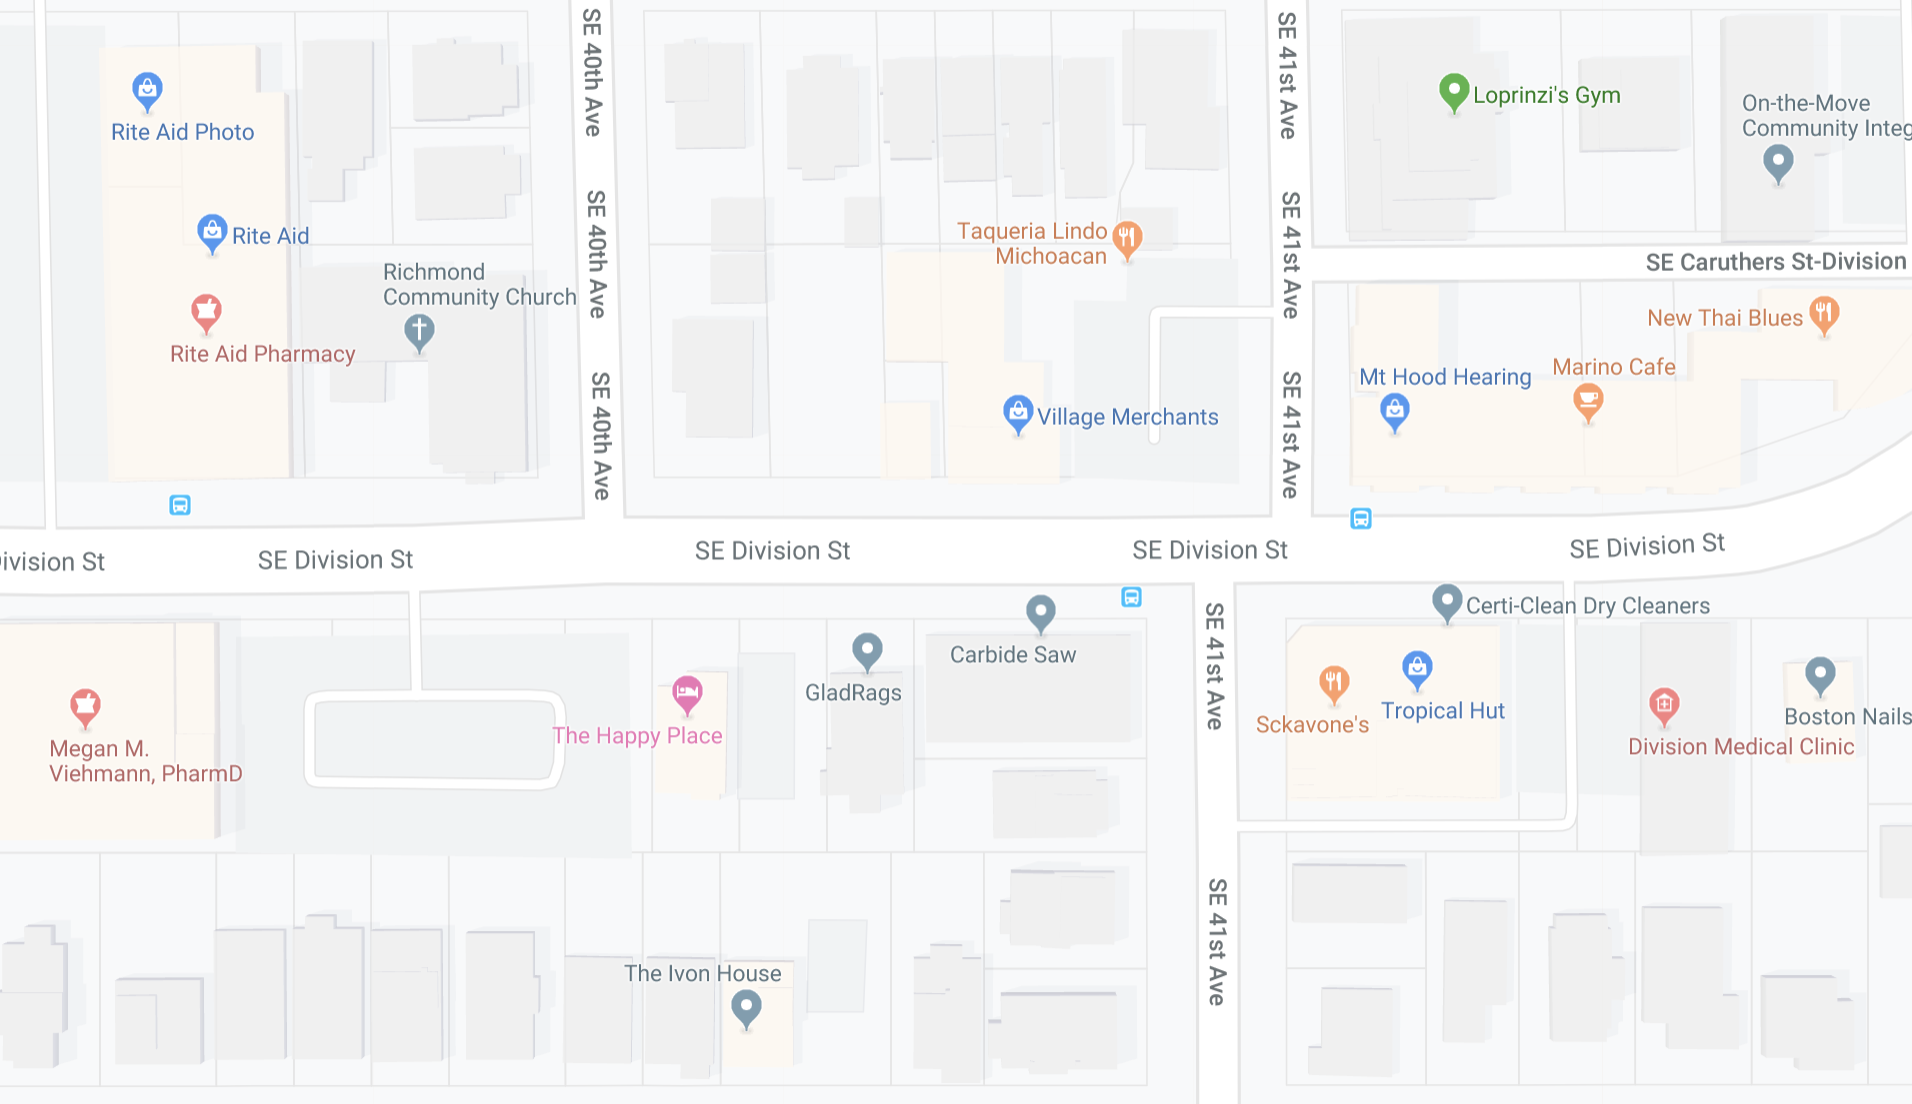 SE 40th Ave
SE 41st Ave
Loprinzi's Gym
On-the-Move
Community Integ
Rite Aid Photo
SE 40th Ave
SE 41st Ave
Rite Aid
Taqueria Lindo
Michoacan
SE Caruthers St-Division
Richmond
Community Church
New Thai Blues
Rite Aid Pharmacy
Marino Cafe
Mt Hood Hearing
SE 40th Ave
Village Merchants
SE 41st Ave
ivision St
SE Division St
SE Division St
SE Division St
SE Division St
Certi-Clean Dry Cleaners
SE 41st Ave
Carbide Saw
GladRags
Tropical Hut
Sckavone's
Boston Nails
The Happy Place
Division Medical Clinic
Megan M.
Viehmann, PharmD
SE 41st Ave
The Ivon House